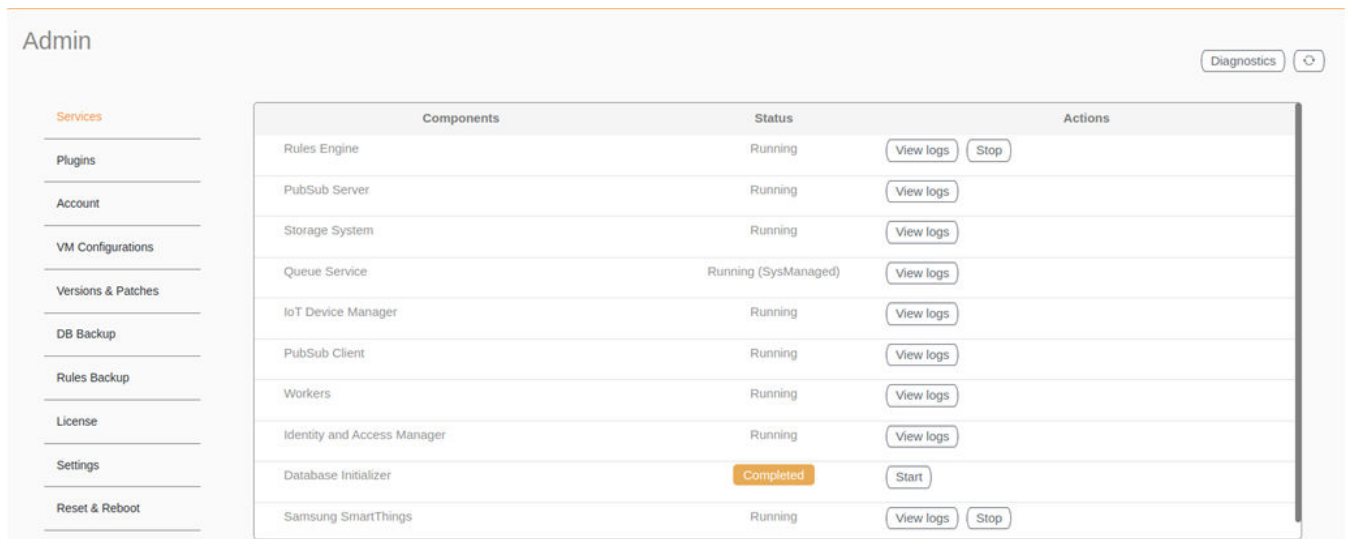 Admin
Diagnostics
Services
Plugins
Account
VM Configurations
Versions & Patches
DB Backup
Rules Backup
License
Settings
Reset & Reboot
Components Status Actions
Rules Engine Running View logs Stop
PubSub Server Running View logs
Storage System Running View logs
Queue Service Running (SysManaged) View logs
IoT Device Manager Running View logs
PubSub Client Running View logs
Workers Running View logs
Identity and Access Manager Running View logs
Database Initializer Completed Start
Samsung SmartThings Running View logs Stop